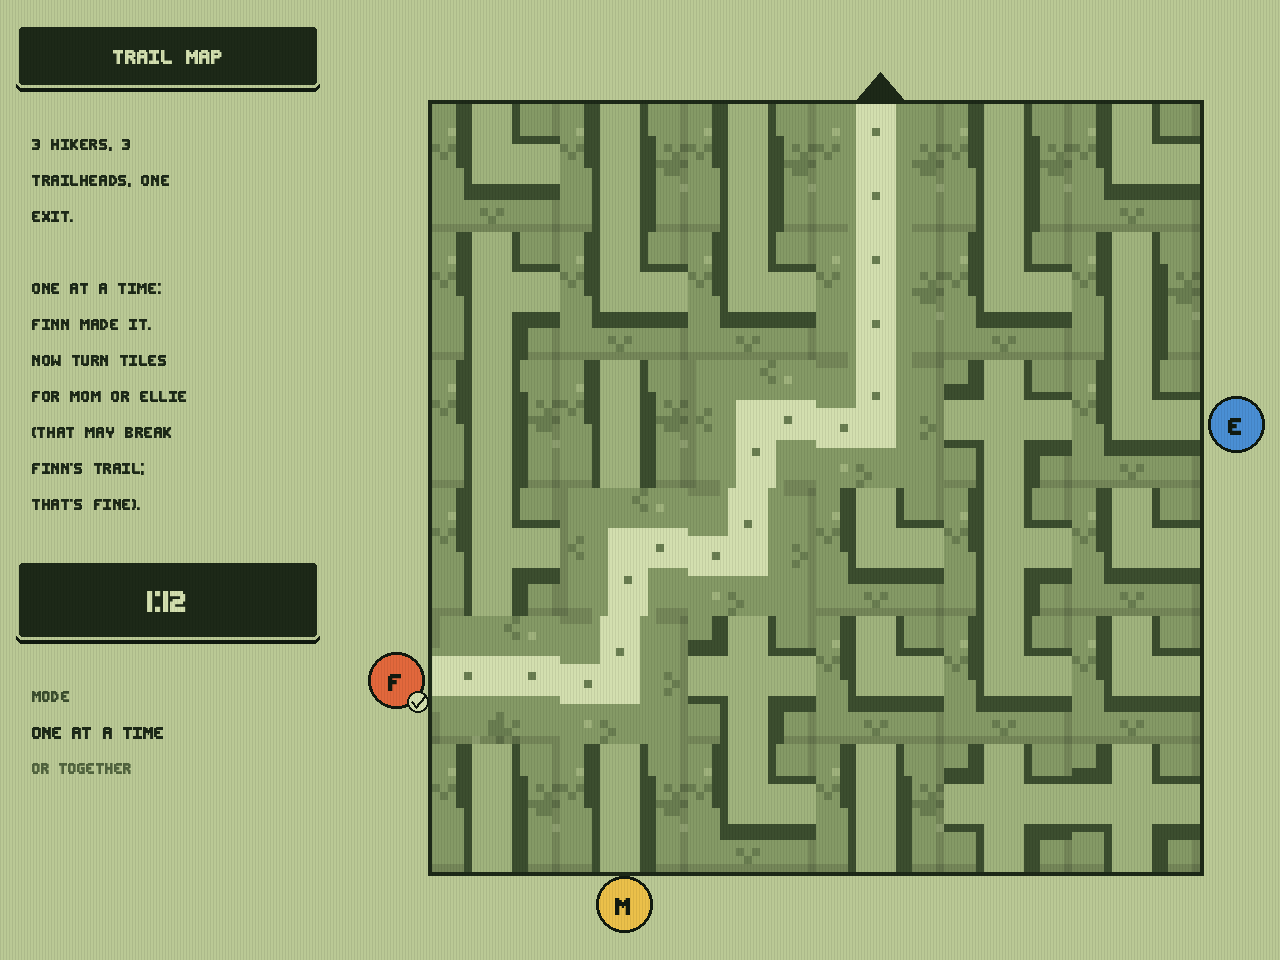 TRAIL MAP
3 HIKERS, 3
TRAILHEADS, ONE
EXIT.
ONE AT A TIME:
FINN MADE IT.
NOW TURN TILES
FOR MOM OR ELLIE
(THAT MAY BREAK
FINN'S TRAIL;
THAT'S FINE).
1:12
MODE
ONE AT A TIME
OR TOGETHER
E
F
M